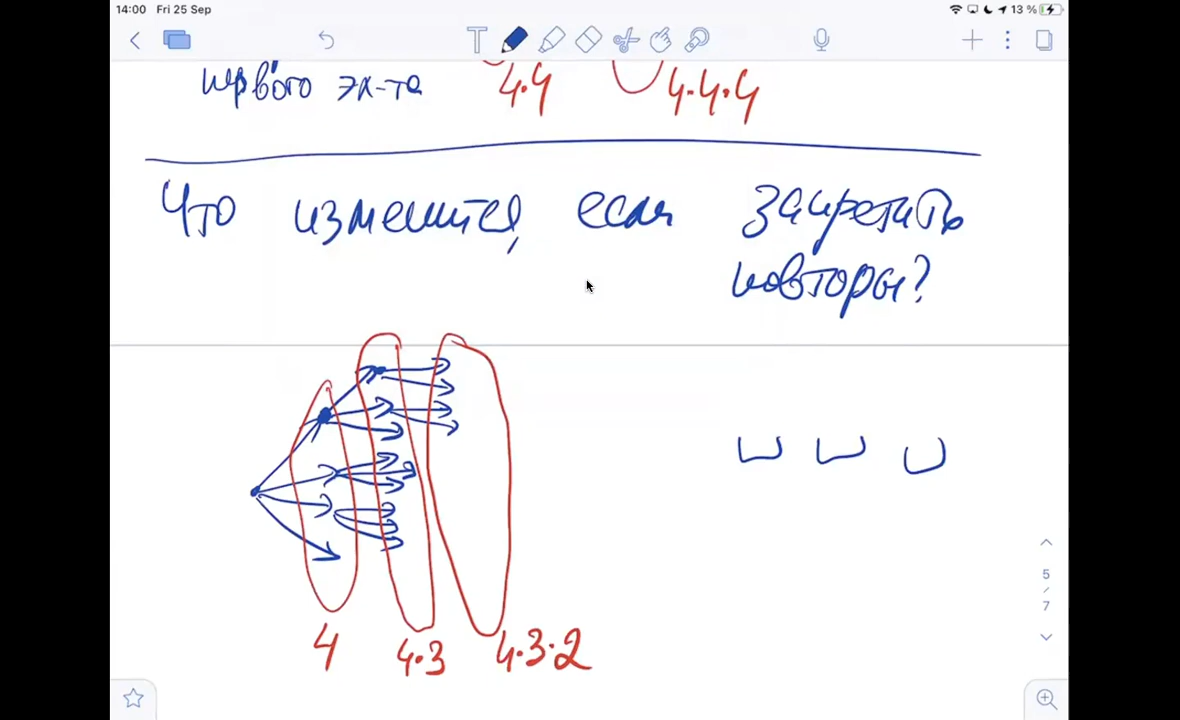 14:00 Fri 25 Sep 13 %
T
первого эл-та 4·4 4·4·4
Что изменится, если запретить
повторы?
5
/
7
4 4·3 4·3·2